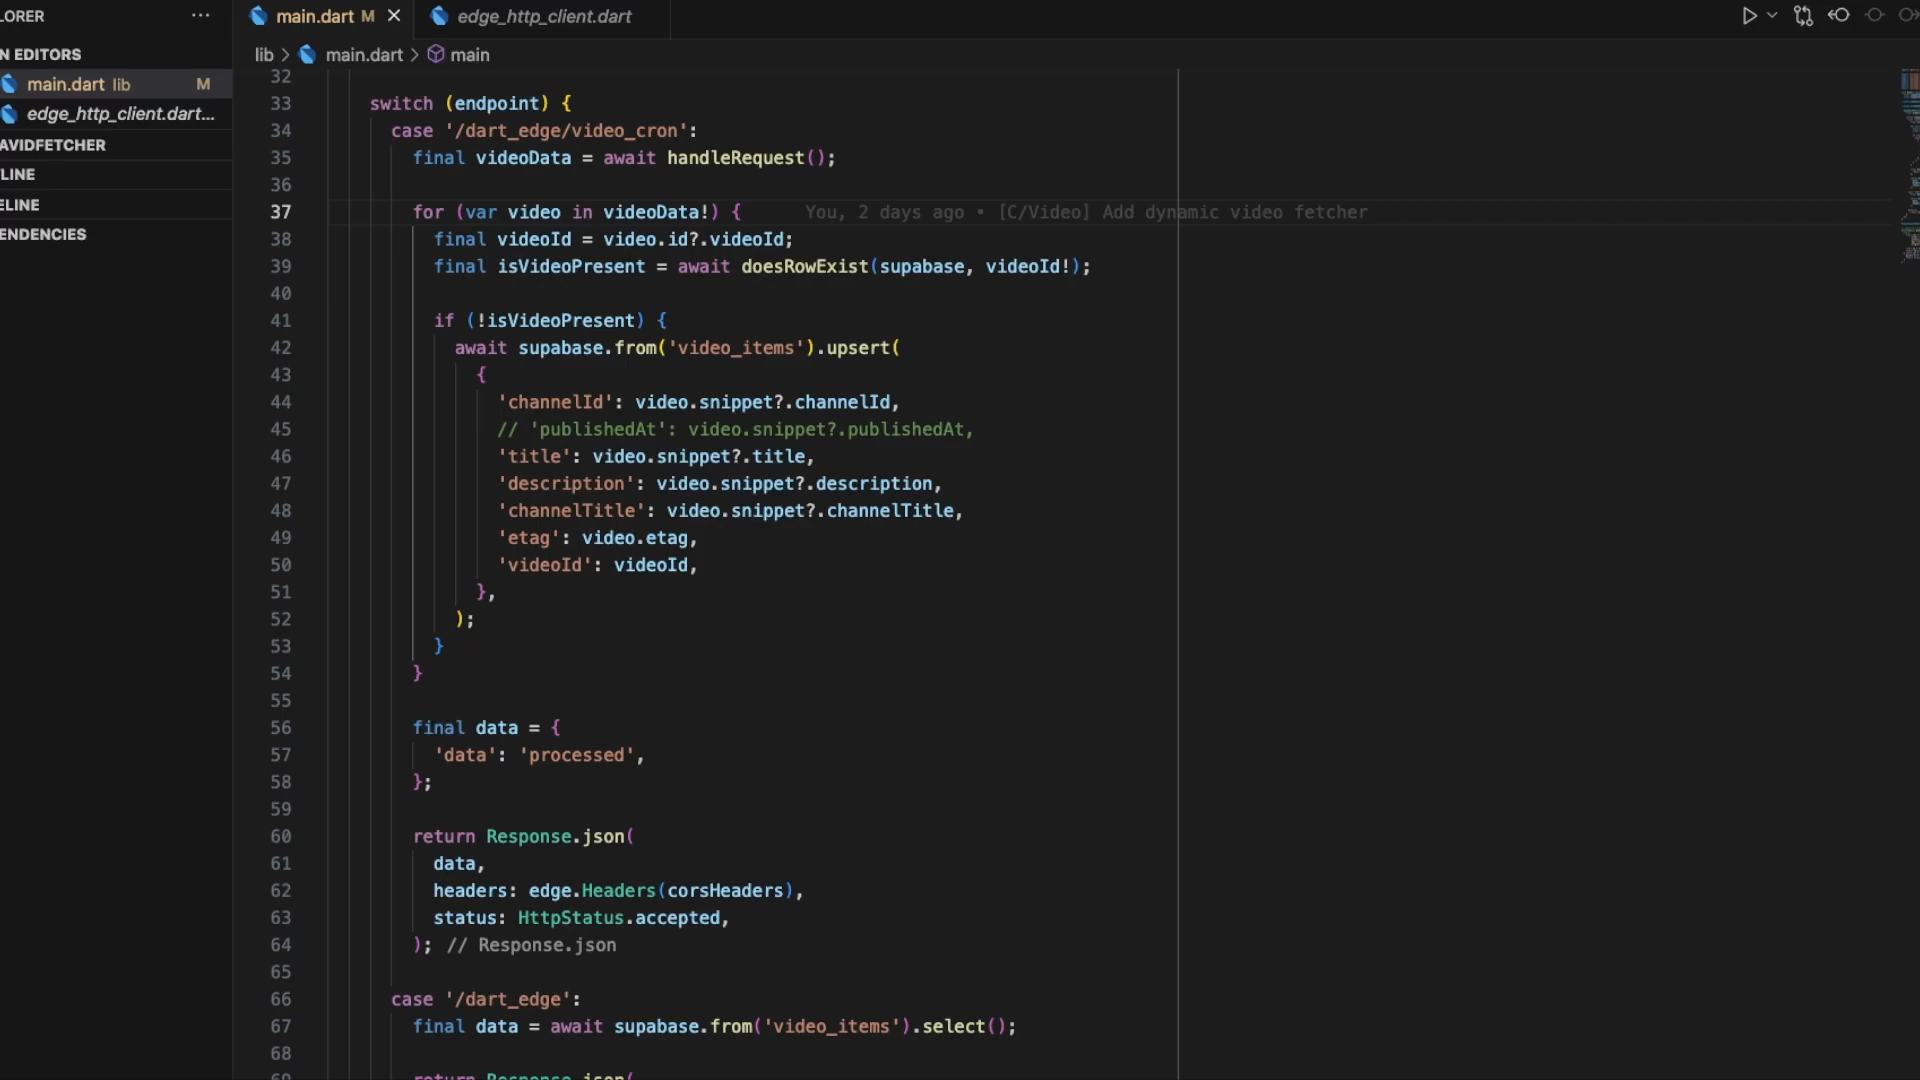 LORER ···
main.dart M ×
edge_http_client.dart
N EDITORS
main.dart lib M
edge_http_client.dart...
AVIDFETCHER
LINE
ELINE
ENDENCIES
lib > main.dart > main
32
33 switch (endpoint) {
34 case '/dart_edge/video_cron':
35 final videoData = await handleRequest();
36
37 for (var video in videoData!) { You, 2 days ago • [C/Video] Add dynamic video fetcher
38 final videoId = video.id?.videoId;
39 final isVideoPresent = await doesRowExist(supabase, videoId!);
40
41 if (!isVideoPresent) {
42 await supabase.from('video_items').upsert(
43 {
44 'channelId': video.snippet?.channelId,
45 // 'publishedAt': video.snippet?.publishedAt,
46 'title': video.snippet?.title,
47 'description': video.snippet?.description,
48 'channelTitle': video.snippet?.channelTitle,
49 'etag': video.etag,
50 'videoId': videoId,
51 },
52 );
53 }
54 }
55
56 final data = {
57 'data': 'processed',
58 };
59
60 return Response.json(
61 data,
62 headers: edge.Headers(corsHeaders),
63 status: HttpStatus.accepted,
64 ); // Response.json
65
66 case '/dart_edge':
67 final data = await supabase.from('video_items').select();
68
69 return Response.json(